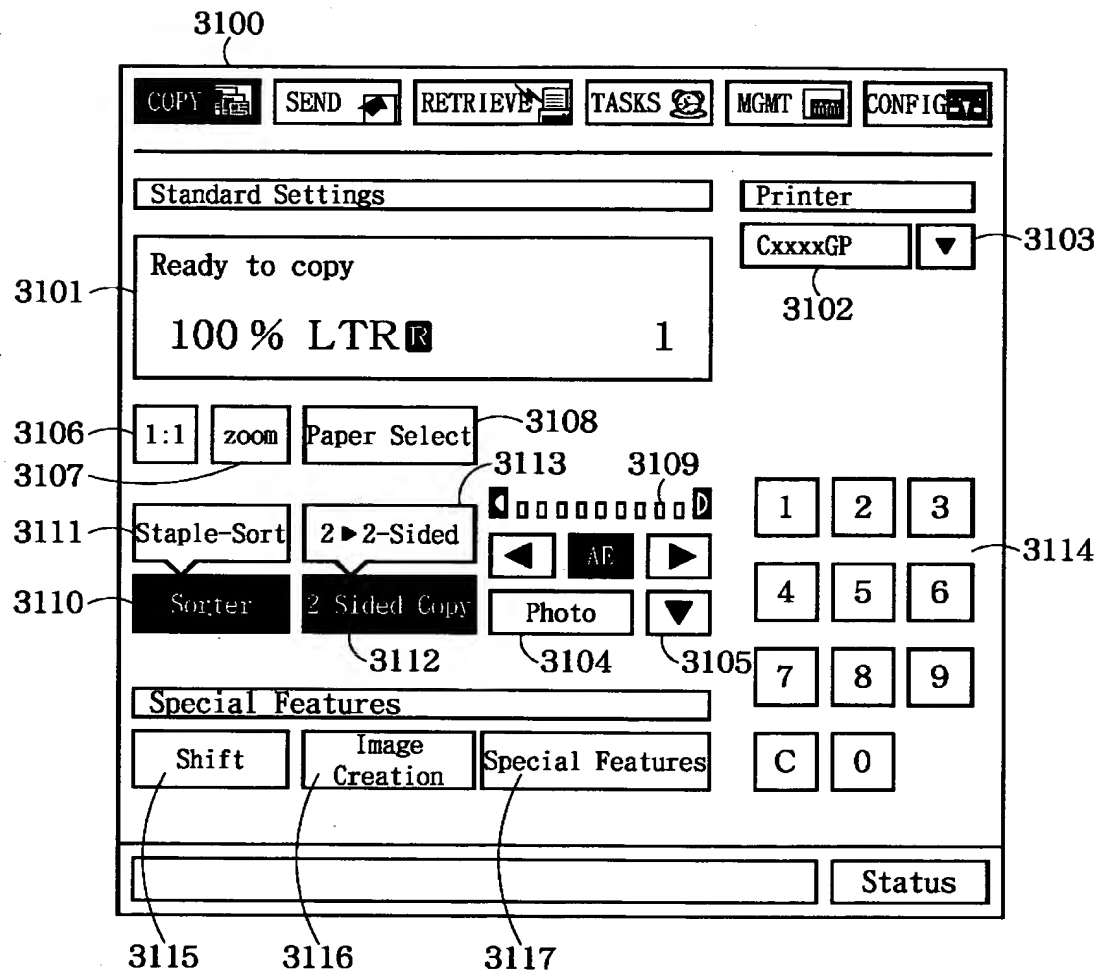 3100
COPY SEND RETRIEVE TASKS MGMT CONFIG
Standard Settings
Printer
CxxxxGP ▼ 3103
3102
Ready to copy
3101
100 % LTR R 1
3106 1:1 zoom Paper Select 3108
3107
3113 3109
3111 Staple-Sort 2 ▶ 2-Sided
◀ AE ▶
3110 Sorter 2 Sided Copy Photo ▼
3112 3104 3105
1 2 3
3114
4 5 6
7 8 9
C 0
Special Features
Shift Image Creation Special Features
Status
3115 3116 3117